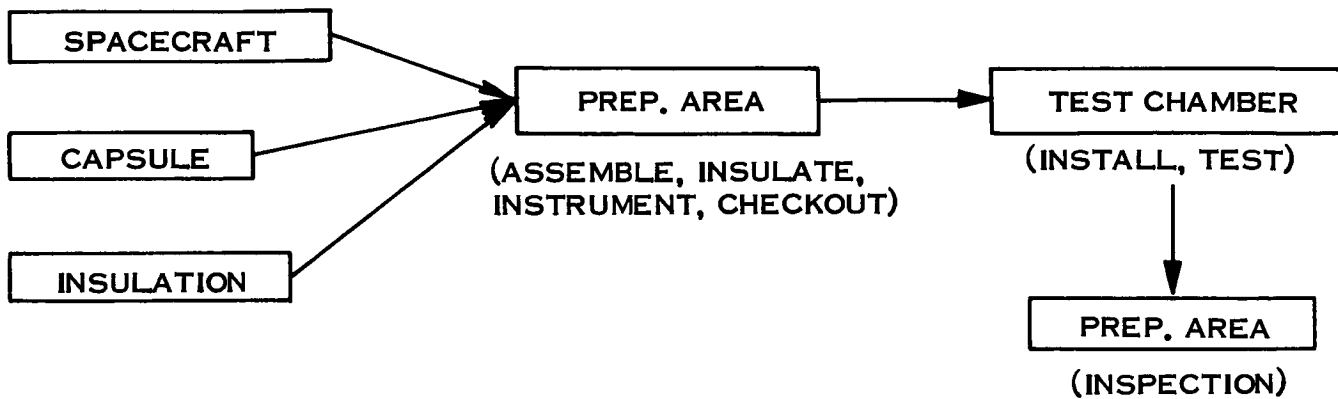 SPACECRAFT
CAPSULE
INSULATION
PREP. AREA
(ASSEMBLE, INSULATE,
INSTRUMENT, CHECKOUT)
TEST CHAMBER
(INSTALL, TEST)
PREP. AREA
(INSPECTION)